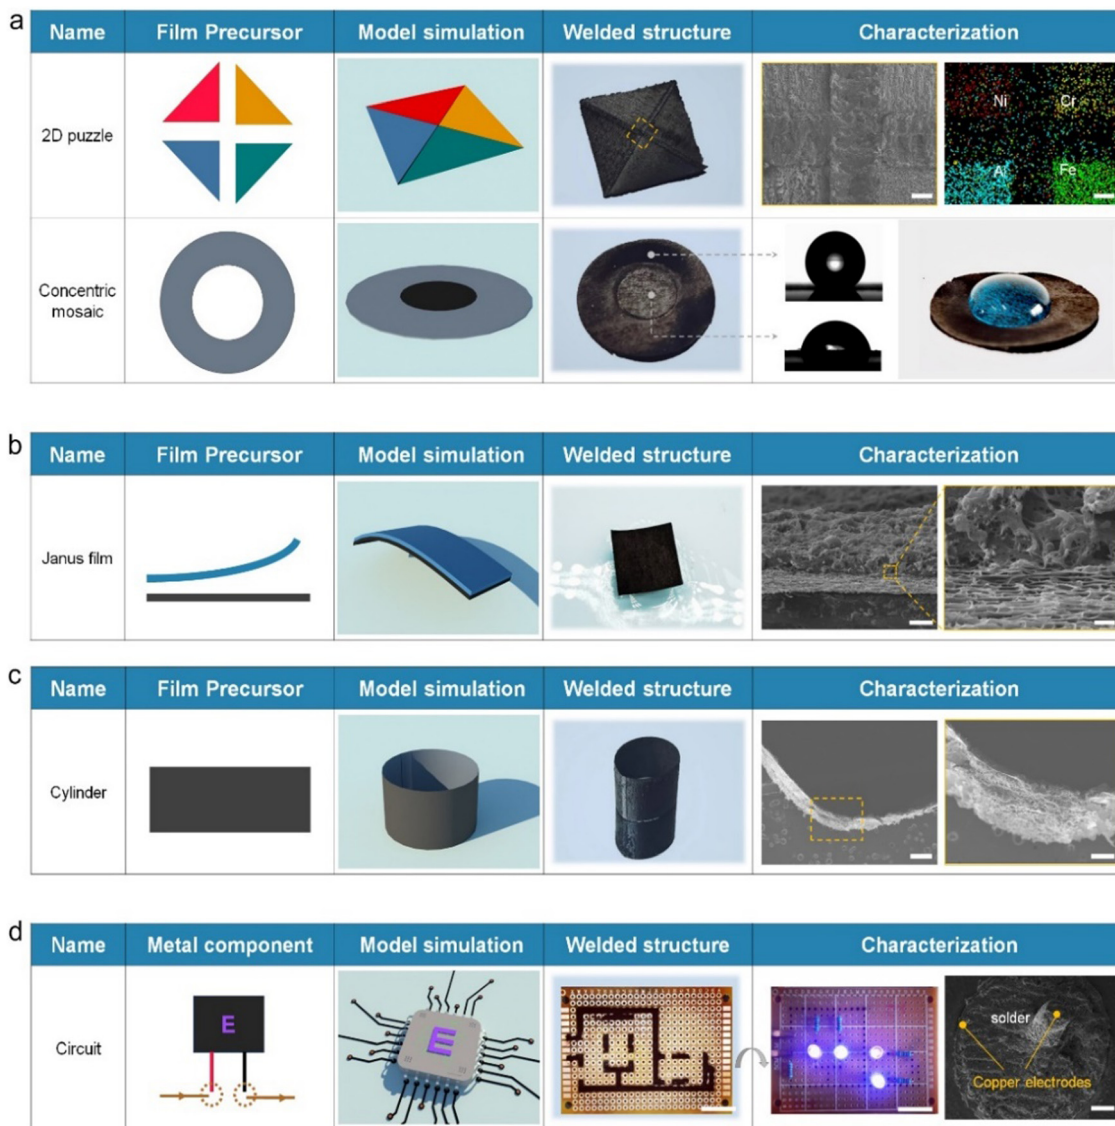 a
Name Film Precursor Model simulation Welded structure Characterization
2D puzzle
Ni Cr
Al Fe
Concentric
mosaic
b
Name Film Precursor Model simulation Welded structure Characterization
Janus film
c
Name Film Precursor Model simulation Welded structure Characterization
Cylinder
d
Name Metal component Model simulation Welded structure Characterization
Circuit
E
E
solder
Copper electrodes